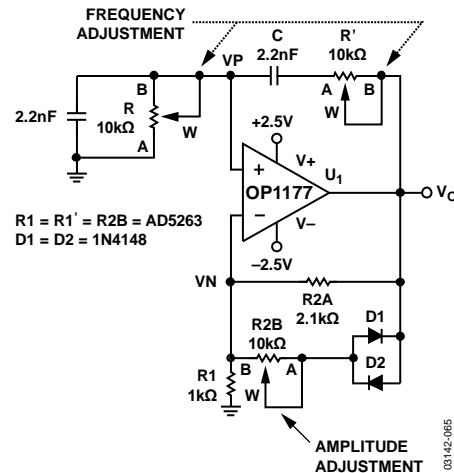 FREQUENCY
ADJUSTMENT
C
2.2nF
R'
10kΩ
VP
A
B
W
B
R
10kΩ
A
W
2.2nF
+2.5V
V+
U1
OP1177
+
–
V–
–2.5V
VO
R1 = R1' = R2B = AD5263
D1 = D2 = 1N4148
VN
R2A
2.1kΩ
D1
D2
R2B
10kΩ
B
A
W
R1
1kΩ
AMPLITUDE
ADJUSTMENT
03142-065